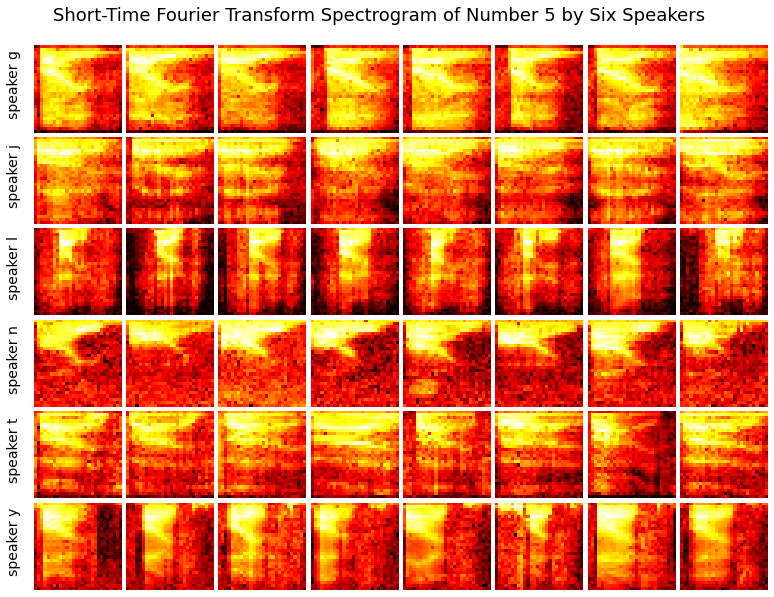 Short-Time Fourier Transform Spectrogram of Number 5 by Six Speakers
speaker g
speaker j
speaker l
speaker n
speaker t
speaker y